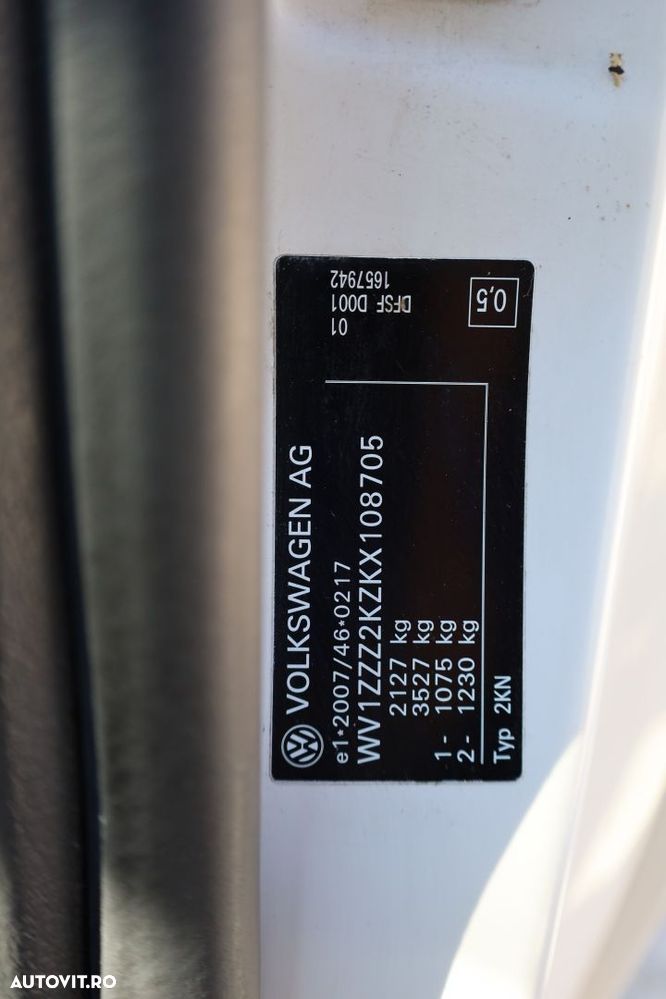 VOLKSWAGEN AG
e1*2007/46*0217
WV1ZZZ2KZKX108705
2127 kg
3527 kg
1- 1075 kg
2- 1230 kg
Typ 2KN
01
DFSF D001
1657942
0,5
AUTOVIT.RO